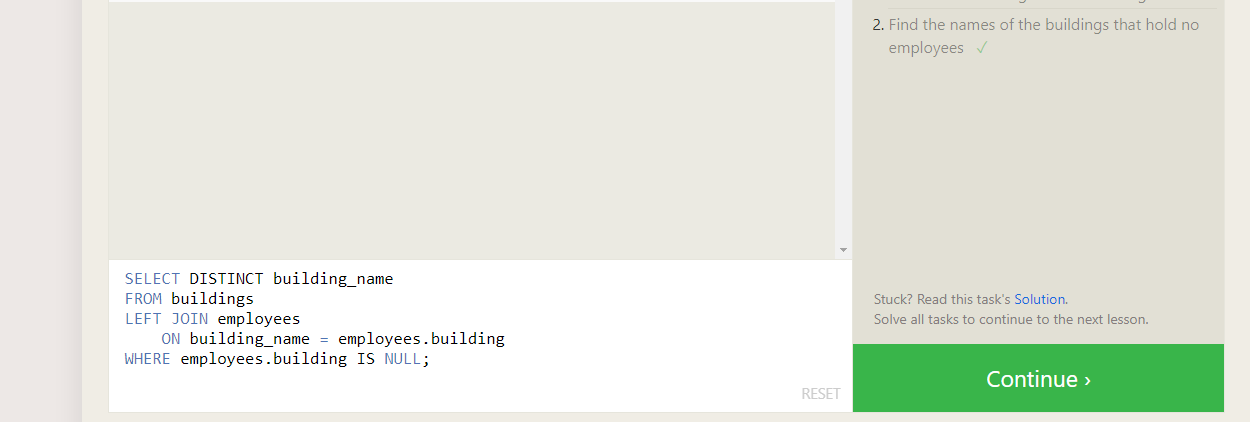 2. Find the names of the buildings that hold no
employees ✓
SELECT DISTINCT building_name
FROM buildings
LEFT JOIN employees
    ON building_name = employees.building
WHERE employees.building IS NULL;
RESET
Stuck? Read this task's Solution.
Solve all tasks to continue to the next lesson.
Continue ›